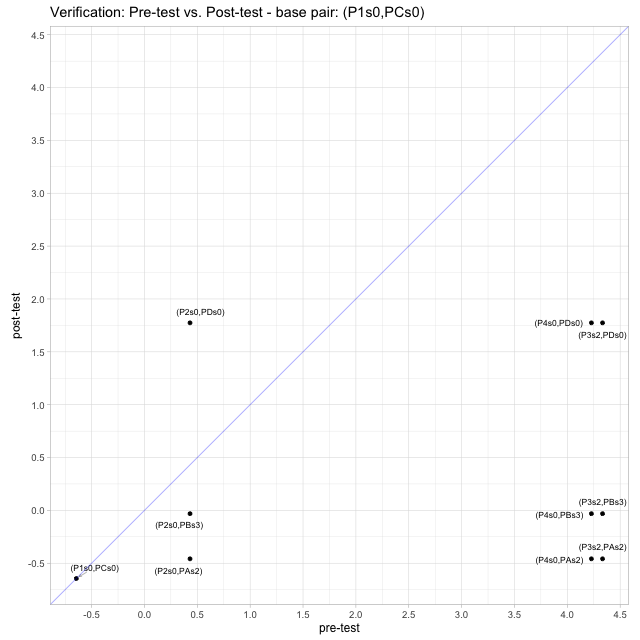 Verification: Pre-test vs. Post-test - base pair: (P1s0,PCs0)
4.5
4.0
3.5
3.0
2.5
2.0
1.5
1.0
0.5
0.0
-0.5
post-test
(P2s0,PDs0)
(P4s0,PDs0)
(P3s2,PDs0)
(P3s2,PBs3)
(P4s0,PBs3)
(P2s0,PBs3)
(P3s2,PAs2)
(P4s0,PAs2)
(P1s0,PCs0)
(P2s0,PAs2)
-0.5 0.0 0.5 1.0 1.5 2.0 2.5 3.0 3.5 4.0 4.5
pre-test